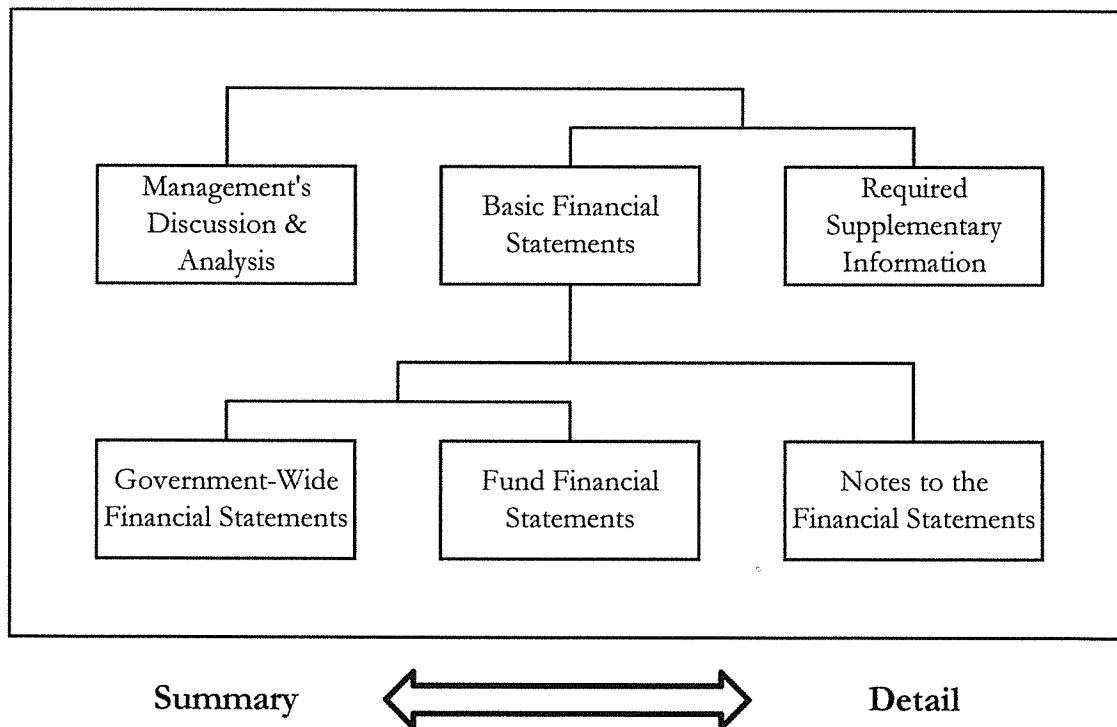 Management's
Discussion &
Analysis
Basic Financial
Statements
Required
Supplementary
Information
Government-Wide
Financial Statements
Fund Financial
Statements
Notes to the
Financial Statements
Summary
Detail